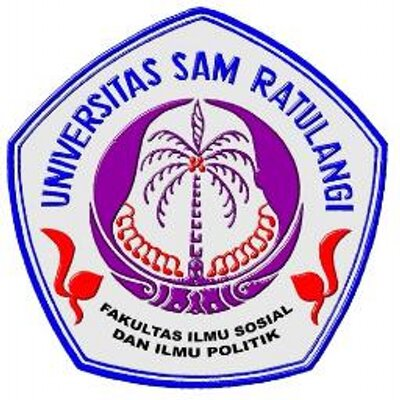 UNIVERSITAS SAM RATULANGI
FAKULTAS ILMU SOSIAL
DAN ILMU POLITIK